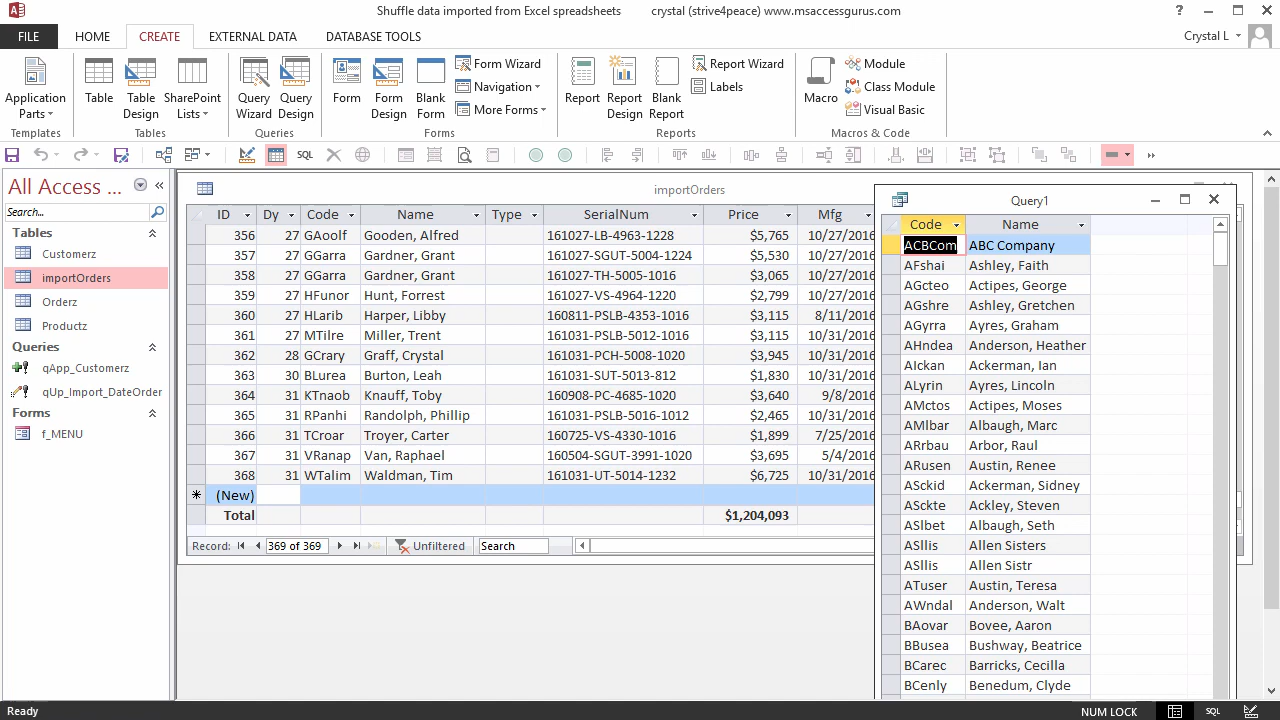 Shuffle data imported from Excel spreadsheets crystal (strive4peace) www.msaccessgurus.com
FILE HOME CREATE EXTERNAL DATA DATABASE TOOLS Crystal L
Application Parts Table Table Design SharePoint Lists Query Wizard Query Design Form Form Design Blank Form Form Wizard Navigation More Forms Report Report Design Blank Report Report Wizard Labels Macro Module Class Module Visual Basic
Templates Tables Queries Forms Reports Macros & Code
SQL
All Access ...
Search...
Tables
Customerz
importOrders
Orderz
Productz
Queries
qApp_Customerz
qUp_Import_DateOrder
Forms
f_MENU
importOrders
ID Dy Code Name Type SerialNum Price Mfg
356 27 GAoolf Gooden, Alfred 161027-LB-4963-1228 $5,765 10/27/2016
357 27 GGarra Gardner, Grant 161027-SGUT-5004-1224 $5,530 10/27/2016
358 27 GGarra Gardner, Grant 161027-TH-5005-1016 $3,065 10/27/2016
359 27 HFunor Hunt, Forrest 161027-VS-4964-1220 $2,799 10/27/2016
360 27 HLarib Harper, Libby 160811-PSLB-4353-1016 $3,115 8/11/2016
361 27 MTilre Miller, Trent 161031-PSLB-5012-1016 $3,115 10/31/2016
362 28 GCrary Graff, Crystal 161031-PCH-5008-1020 $3,945 10/31/2016
363 30 BLurea Burton, Leah 161031-SUT-5013-812 $1,830 10/31/2016
364 31 KTnaob Knauff, Toby 160908-PC-4685-1020 $3,640 9/8/2016
365 31 RPanhi Randolph, Phillip 161031-PSLB-5016-1012 $2,465 10/31/2016
366 31 TCroar Troyer, Carter 160725-VS-4330-1016 $1,899 7/25/2016
367 31 VRanap Van, Raphael 160504-SGUT-3991-1020 $3,695 5/4/2016
368 31 WTalim Waldman, Tim 161031-UT-5014-1232 $6,725 10/31/2016
(New)
Total $1,204,093
Record: 369 of 369 Unfiltered Search
Query1
Code Name
ACBCom ABC Company
AFshai Ashley, Faith
AGcteo Actipes, George
AGshre Ashley, Gretchen
AGyrra Ayres, Graham
AHndea Anderson, Heather
AIckan Ackerman, Ian
ALyrin Ayres, Lincoln
AMctos Actipes, Moses
AMlbar Albaugh, Marc
ARrbau Arbor, Raul
ARusen Austin, Renee
ASckid Ackerman, Sidney
ASckte Ackley, Steven
ASlbet Albaugh, Seth
ASllis Allen Sisters
ASllis Allen Sistr
ATuser Austin, Teresa
AWndal Anderson, Walt
BAovar Bovee, Aaron
BBusea Bushway, Beatrice
BCarec Barricks, Cecilla
BCenly Benedum, Clyde
Ready NUM LOCK SQL